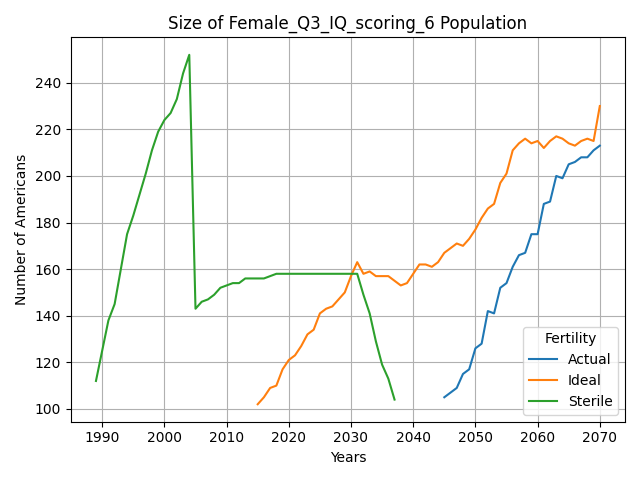 Size of Female_Q3_IQ_scoring_6 Population
Number of Americans
240
220
200
180
160
140
120
100
Fertility
Actual
Ideal
Sterile
1990 2000 2010 2020 2030 2040 2050 2060 2070
Years